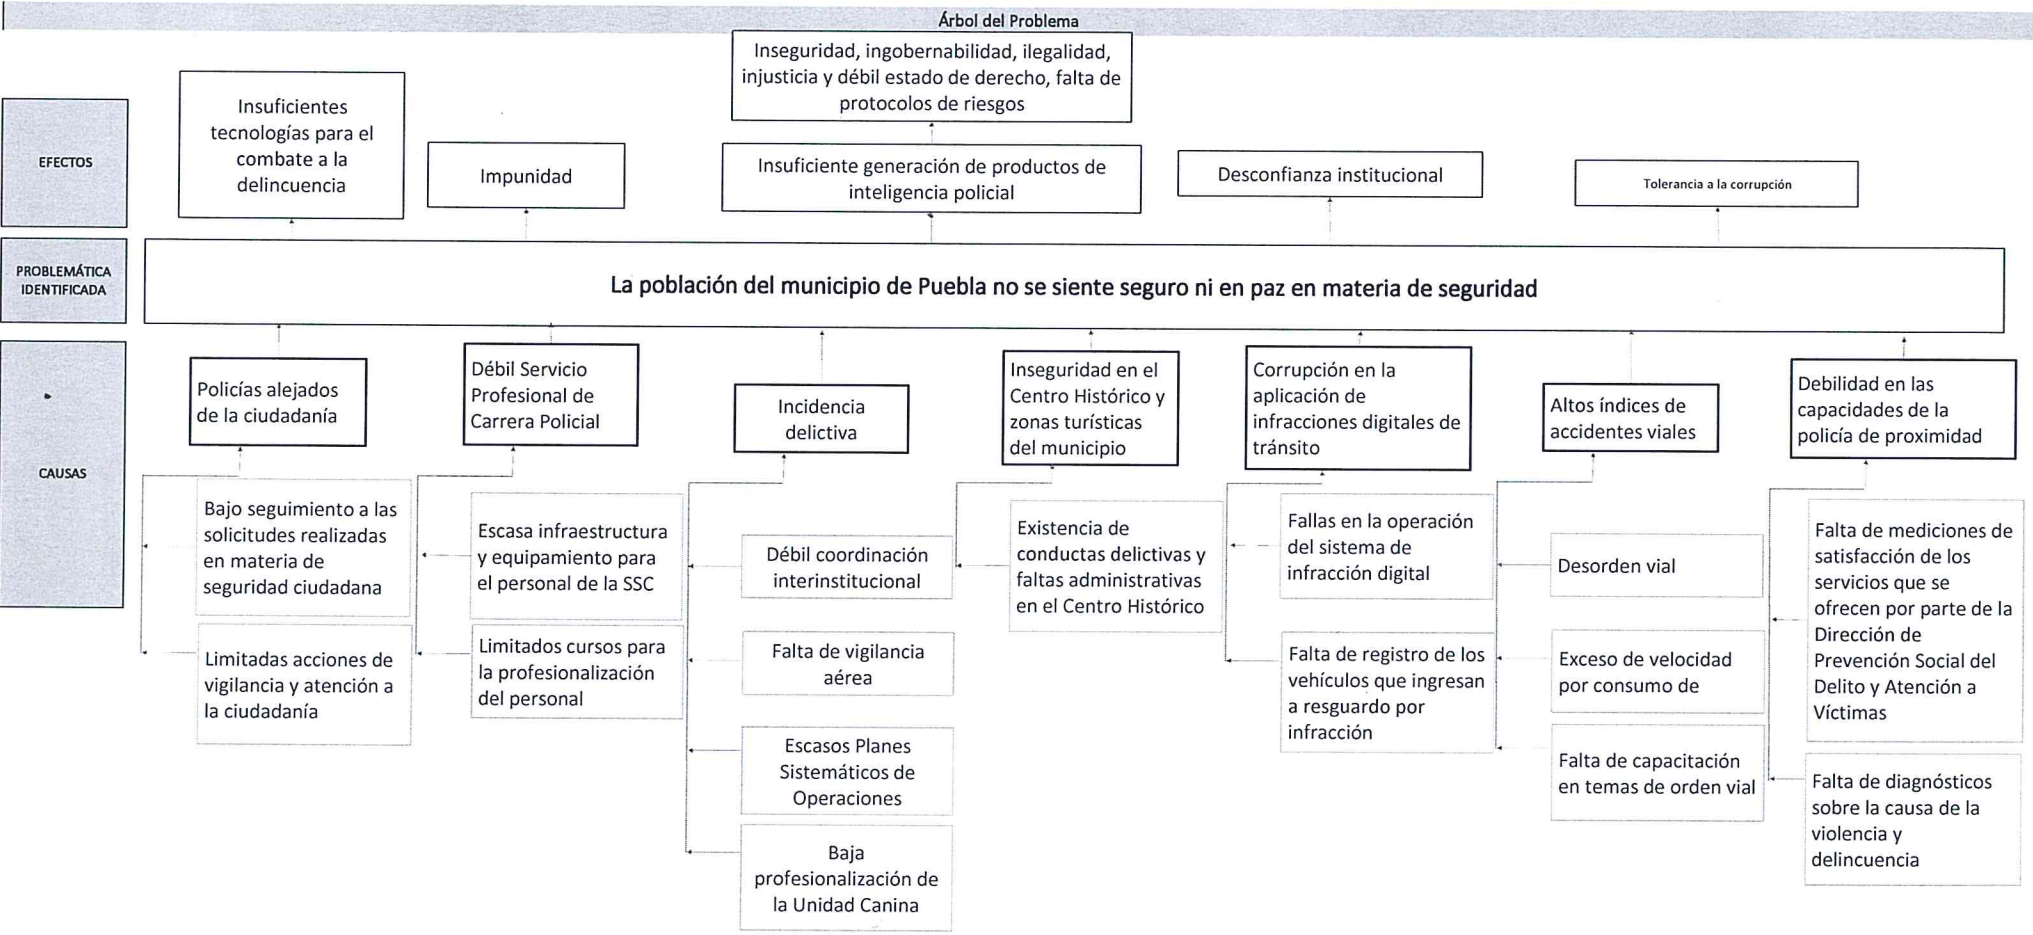 Árbol del Problema
Inseguridad, ingobernabilidad, ilegalidad,
injusticia y débil estado de derecho, falta de
protocolos de riesgos
EFECTOS
Insuficientes
tecnologías para el
combate a la
delincuencia
Impunidad
Insuficiente generación de productos de
inteligencia policial
Desconfianza institucional
Tolerancia a la corrupción
PROBLEMÁTICA
IDENTIFICADA
La población del municipio de Puebla no se siente seguro ni en paz en materia de seguridad
CAUSAS
Policías alejados
de la ciudadanía
Débil Servicio
Profesional de
Carrera Policial
Incidencia
delictiva
Inseguridad en el
Centro Histórico y
zonas turísticas
del municipio
Corrupción en la
aplicación de
infracciones digitales de
tránsito
Altos índices de
accidentes viales
Debilidad en las
capacidades de la
policía de proximidad
Bajo seguimiento a las
solicitudes realizadas
en materia de
seguridad ciudadana
Limitadas acciones de
vigilancia y atención a
la ciudadanía
Escasa infraestructura
y equipamiento para
el personal de la SSC
Limitados cursos para
la profesionalización
del personal
Débil coordinación
interinstitucional
Falta de vigilancia
aérea
Escasos Planes
Sistemáticos de
Operaciones
Baja
profesionalización de
la Unidad Canina
Existencia de
conductas delictivas y
faltas administrativas
en el Centro Histórico
Fallas en la operación
del sistema de
infracción digital
Falta de registro de los
vehículos que ingresan
a resguardo por
infracción
Desorden vial
Exceso de velocidad
por consumo de
Falta de capacitación
en temas de orden vial
Falta de mediciones de
satisfacción de los
servicios que se
ofrecen por parte de la
Dirección de
Prevención Social del
Delito y Atención a
Víctimas
Falta de diagnósticos
sobre la causa de la
violencia y
delincuencia